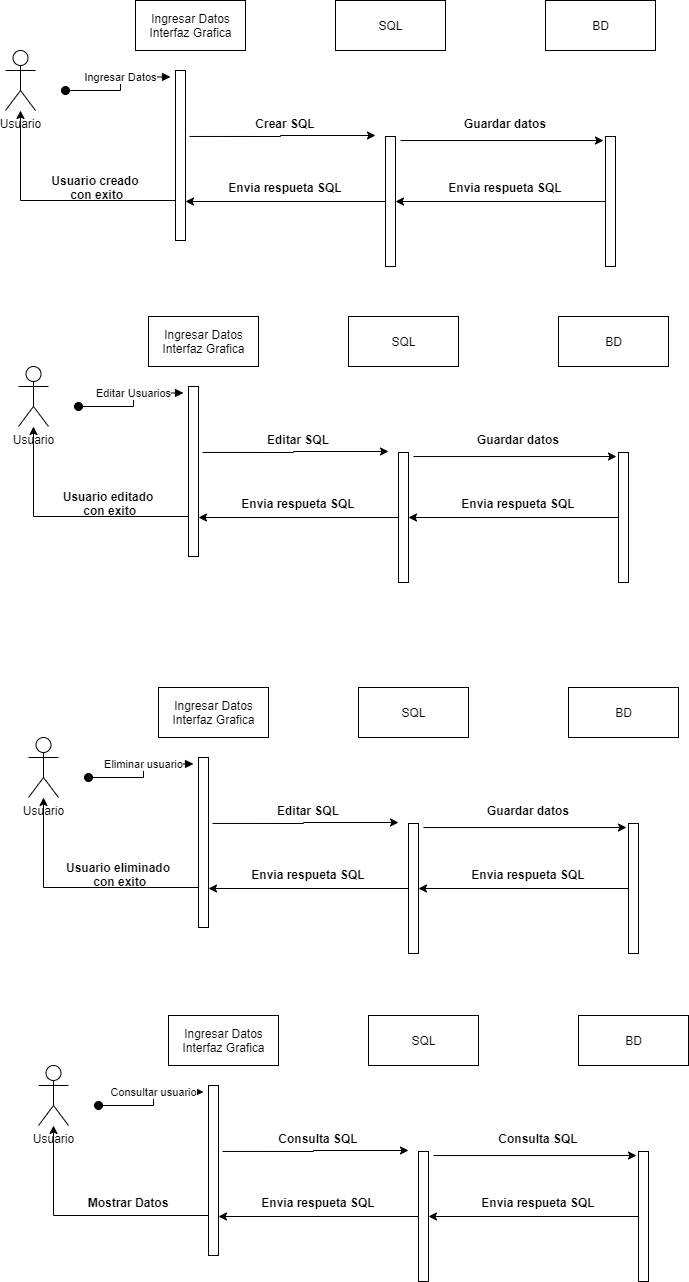 Ingresar Datos
Interfaz Grafica
SQL
BD
Ingresar Datos
Usuario
Crear SQL
Guardar datos
Usuario creado
con exito
Envia respueta SQL
Envia respueta SQL
Ingresar Datos
Interfaz Grafica
SQL
BD
Editar Usuarios
Usuario
Editar SQL
Guardar datos
Usuario editado
con exito
Envia respueta SQL
Envia respueta SQL
Ingresar Datos
Interfaz Grafica
SQL
BD
Eliminar usuario
Usuario
Editar SQL
Guardar datos
Usuario eliminado
con exito
Envia respueta SQL
Envia respueta SQL
Ingresar Datos
Interfaz Grafica
SQL
BD
Consultar usuario
Usuario
Consulta SQL
Consulta SQL
Mostrar Datos
Envia respueta SQL
Envia respueta SQL